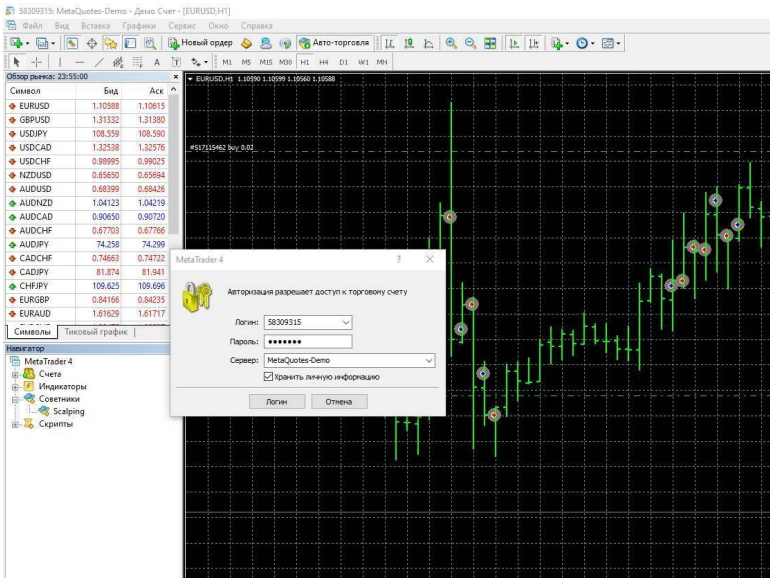 58309315: MetaQuotes-Demo - Демо Счет - [EURUSD,H1]
Файл Вид Вставка Графики Сервис Окно Справка
Новый ордер Авто-торговля
A T M1 M5 M15 M30 H1 H4 D1 W1 MN
Обзор рынка: 23:55:00
Символ Бид Аск
EURUSD 1.10588 1.10615
GBPUSD 1.31332 1.31380
USDJPY 108.559 108.590
USDCAD 1.32538 1.32576
USDCHF 0.98995 0.99025
NZDUSD 0.65650 0.65694
AUDUSD 0.68399 0.68426
AUDNZD 1.04123 1.04219
AUDCAD 0.90650 0.90720
AUDCHF 0.67703 0.67766
AUDJPY 74.258 74.299
CADCHF 0.74663 0.74722
CADJPY 81.874 81.941
CHFJPY 109.625 109.696
EURGBP 0.84166 0.84235
EURAUD 1.61629 1.61717
Символы Тиковый график
Навигатор
MetaTrader 4
Счета
Индикаторы
Советники
Scalping
Скрипты
EURUSD,H1 1.10590 1.10599 1.10560 1.10588
#517115462 buy 0.02
MetaTrader 4
Авторизация разрешает доступ к торговому счету
Логин: 58309315
Пароль: •••••••
Сервер: MetaQuotes-Demo
Хранить личную информацию
Логин Отмена